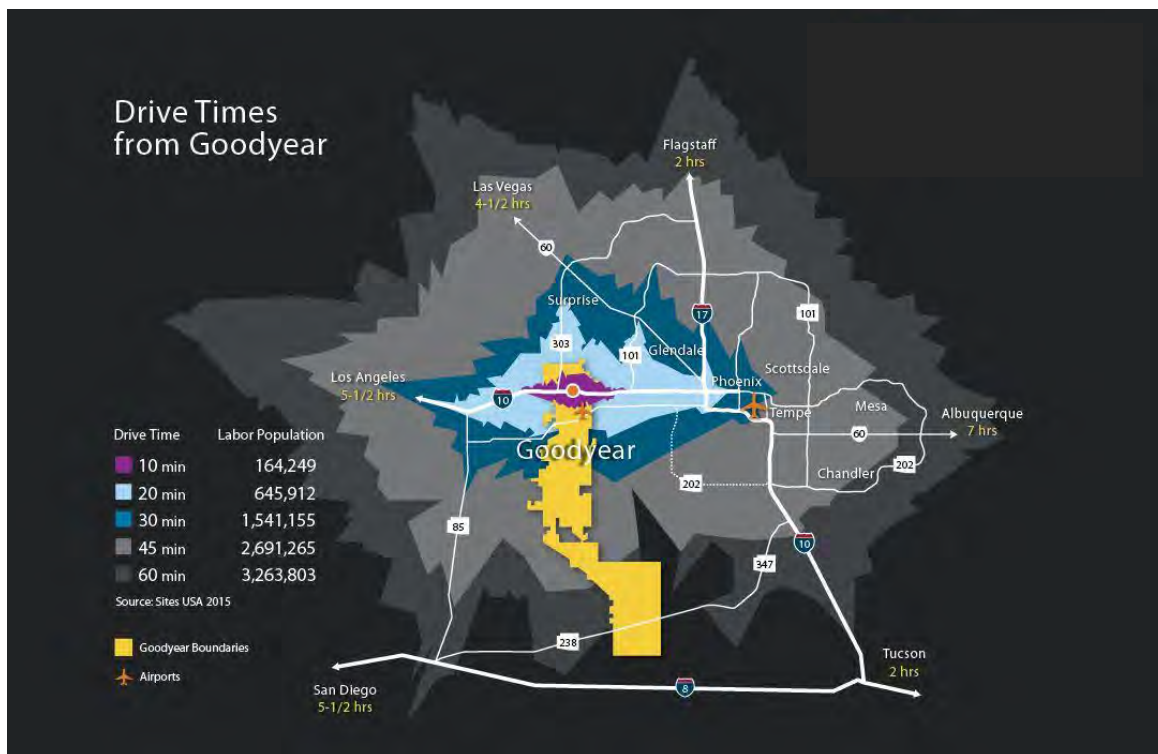 Drive Times
from Goodyear
Flagstaff
2 hrs
Las Vegas
4-1/2 hrs
60
Surprise
17
101
303
101
Glendale
Scottsdale
Phoenix
Los Angeles
5-1/2 hrs
10
Tempe
Mesa
Albuquerque
7 hrs
60
Goodyear
Chandler
202
202
85
10
347
238
Drive Time Labor Population
10 min 164,249
20 min 645,912
30 min 1,541,155
45 min 2,691,265
60 min 3,263,803
Source: Sites USA 2015
Goodyear Boundaries
Airports
San Diego
5-1/2 hrs
8
Tucson
2 hrs